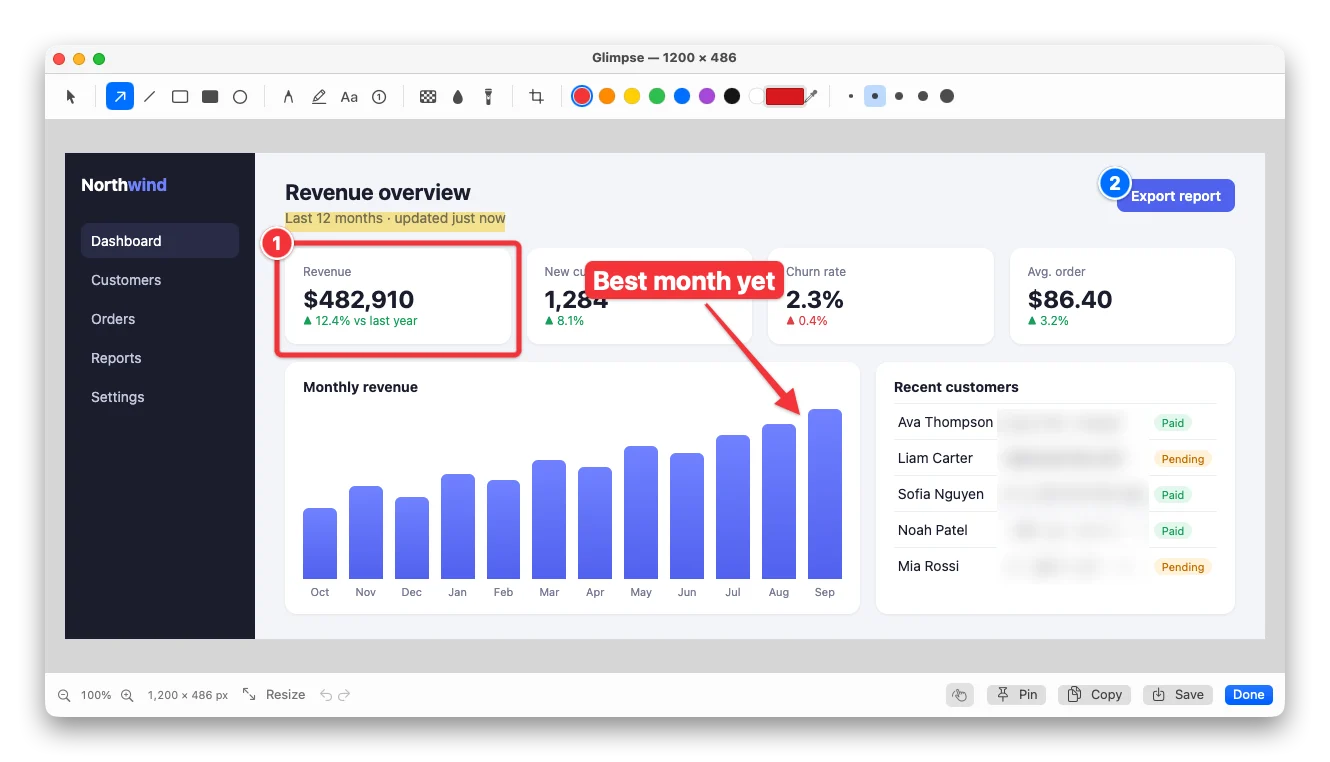 Glimpse — 1200 × 486
Aa
1
Northwind
Dashboard
Customers
Orders
Reports
Settings
Revenue overview
Last 12 months · updated just now
2
Export report
1
Revenue
$482,910
▲ 12.4% vs last year
New
1,284
▲ 8.1%
Best month yet
Churn rate
2.3%
▲ 0.4%
Avg. order
$86.40
▲ 3.2%
Monthly revenue
Oct Nov Dec Jan Feb Mar Apr May Jun Jul Aug Sep
Recent customers
Ava Thompson Paid
Liam Carter Pending
Sofia Nguyen Paid
Noah Patel Paid
Mia Rossi Pending
100%
1,200 × 486 px
Resize
Pin
Copy
Save
Done